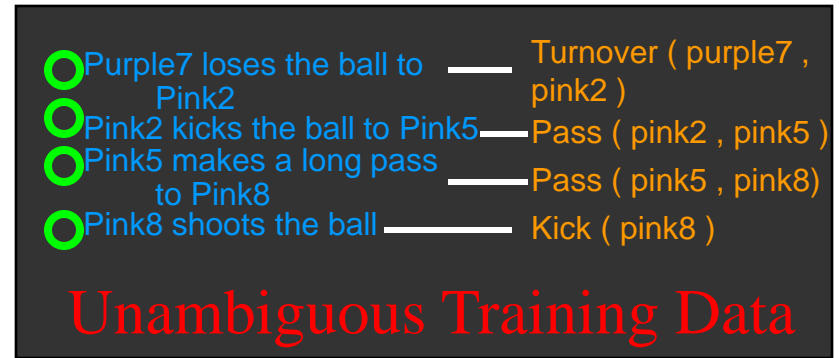 Purple7 loses the ball to
Pink2
Turnover ( purple7 ,
pink2 )
Pink2 kicks the ball to Pink5
Pass ( pink2 , pink5 )
Pink5 makes a long pass
to Pink8
Pass ( pink5 , pink8)
Pink8 shoots the ball
Kick ( pink8 )
Unambiguous Training Data